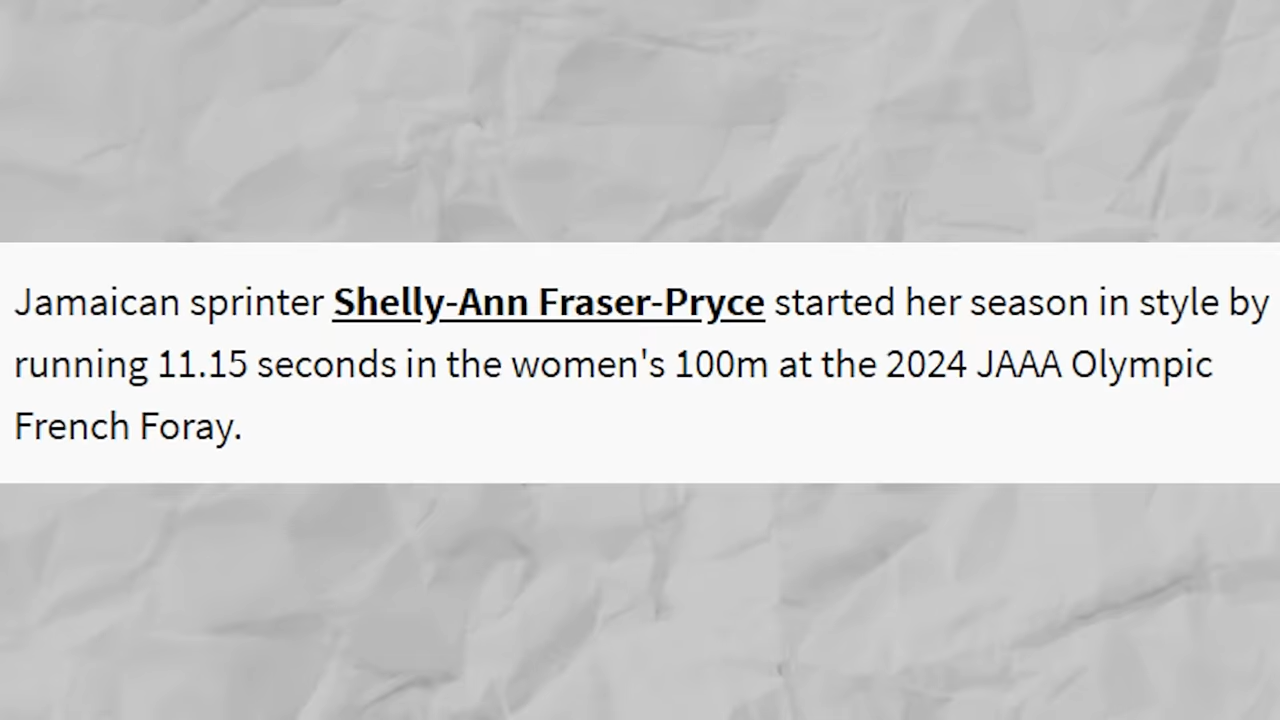 Jamaican sprinter Shelly-Ann Fraser-Pryce started her season in style by
running 11.15 seconds in the women's 100m at the 2024 JAAA Olympic
French Foray.